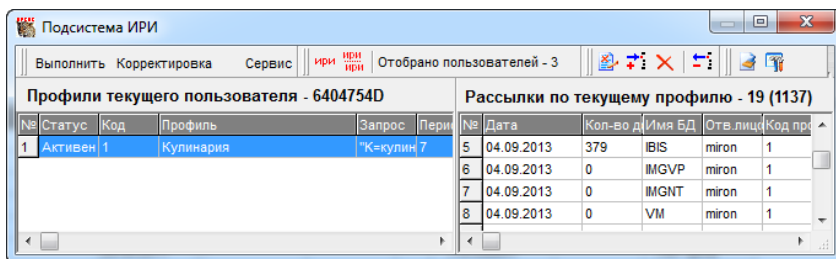 Подсистема ИРИ
Выполнить Корректировка Сервис ИРИ ИРИ ИРИ Отобрано пользователей - 3
Профили текущего пользователя - 6404754D
Рассылки по текущему профилю - 19 (1137)
№ Статус Код Профиль Запрос Пери
1 Активен 1 Кулинария "К=кулин 7
№ Дата Кол-во д Имя БД Отв.лицо Код про
5 04.09.2013 379 IBIS miron 1
6 04.09.2013 0 IMGVP miron 1
7 04.09.2013 0 IMGNT miron 1
8 04.09.2013 0 VM miron 1